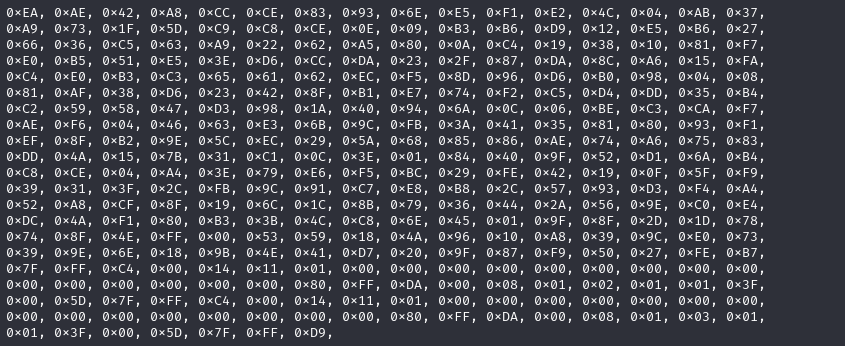 0×EA, 0×AE, 0×42, 0×A8, 0×CC, 0×CE, 0×83, 0×93, 0×6E, 0×E5, 0×F1, 0×E2, 0×4C, 0×04, 0×AB, 0×37,
0×A9, 0×73, 0×1F, 0×5D, 0×C9, 0×C8, 0×CE, 0×0E, 0×09, 0×B3, 0×B6, 0×D9, 0×12, 0×E5, 0×B6, 0×27,
0×66, 0×36, 0×C5, 0×63, 0×A9, 0×22, 0×62, 0×A5, 0×80, 0×0A, 0×C4, 0×19, 0×38, 0×10, 0×81, 0×F7,
0×E0, 0×B5, 0×51, 0×E5, 0×3E, 0×D6, 0×CC, 0×DA, 0×23, 0×2F, 0×87, 0×DA, 0×8C, 0×A6, 0×15, 0×FA,
0×C4, 0×E0, 0×B3, 0×C3, 0×65, 0×61, 0×62, 0×EC, 0×F5, 0×8D, 0×96, 0×D6, 0×B0, 0×98, 0×04, 0×08,
0×81, 0×AF, 0×38, 0×D6, 0×23, 0×42, 0×8F, 0×B1, 0×E7, 0×74, 0×F2, 0×C5, 0×D4, 0×DD, 0×35, 0×B4,
0×C2, 0×59, 0×58, 0×47, 0×D3, 0×98, 0×1A, 0×40, 0×94, 0×6A, 0×0C, 0×06, 0×BE, 0×C3, 0×CA, 0×F7,
0×AE, 0×F6, 0×04, 0×46, 0×63, 0×E3, 0×6B, 0×9C, 0×FB, 0×3A, 0×41, 0×35, 0×81, 0×80, 0×93, 0×F1,
0×EF, 0×8F, 0×B2, 0×9E, 0×5C, 0×EC, 0×29, 0×5A, 0×68, 0×85, 0×86, 0×AE, 0×74, 0×A6, 0×75, 0×83,
0×DD, 0×4A, 0×15, 0×7B, 0×31, 0×C1, 0×0C, 0×3E, 0×01, 0×84, 0×40, 0×9F, 0×52, 0×D1, 0×6A, 0×B4,
0×C8, 0×CE, 0×04, 0×A4, 0×3E, 0×79, 0×E6, 0×F5, 0×BC, 0×29, 0×FE, 0×42, 0×19, 0×0F, 0×5F, 0×F9,
0×39, 0×31, 0×3F, 0×2C, 0×FB, 0×9C, 0×91, 0×C7, 0×E8, 0×B8, 0×2C, 0×57, 0×93, 0×D3, 0×F4, 0×A4,
0×52, 0×A8, 0×CF, 0×8F, 0×19, 0×6C, 0×1C, 0×8B, 0×79, 0×36, 0×44, 0×2A, 0×56, 0×9E, 0×C0, 0×E4,
0×DC, 0×4A, 0×F1, 0×80, 0×B3, 0×3B, 0×4C, 0×C8, 0×6E, 0×45, 0×01, 0×9F, 0×8F, 0×2D, 0×1D, 0×78,
0×74, 0×8F, 0×4E, 0×FF, 0×00, 0×53, 0×59, 0×18, 0×4A, 0×96, 0×10, 0×A8, 0×39, 0×9C, 0×E0, 0×73,
0×39, 0×9E, 0×6E, 0×18, 0×9B, 0×4E, 0×41, 0×D7, 0×20, 0×9F, 0×87, 0×F9, 0×50, 0×27, 0×FE, 0×B7,
0×7F, 0×FF, 0×C4, 0×00, 0×14, 0×11, 0×01, 0×00, 0×00, 0×00, 0×00, 0×00, 0×00, 0×00, 0×00, 0×00,
0×00, 0×00, 0×00, 0×00, 0×00, 0×00, 0×80, 0×FF, 0×DA, 0×00, 0×08, 0×01, 0×02, 0×01, 0×01, 0×3F,
0×00, 0×5D, 0×7F, 0×FF, 0×C4, 0×00, 0×14, 0×11, 0×01, 0×00, 0×00, 0×00, 0×00, 0×00, 0×00, 0×00,
0×00, 0×00, 0×00, 0×00, 0×00, 0×00, 0×00, 0×00, 0×80, 0×FF, 0×DA, 0×00, 0×08, 0×01, 0×03, 0×01,
0×01, 0×3F, 0×00, 0×5D, 0×7F, 0×FF, 0×D9,